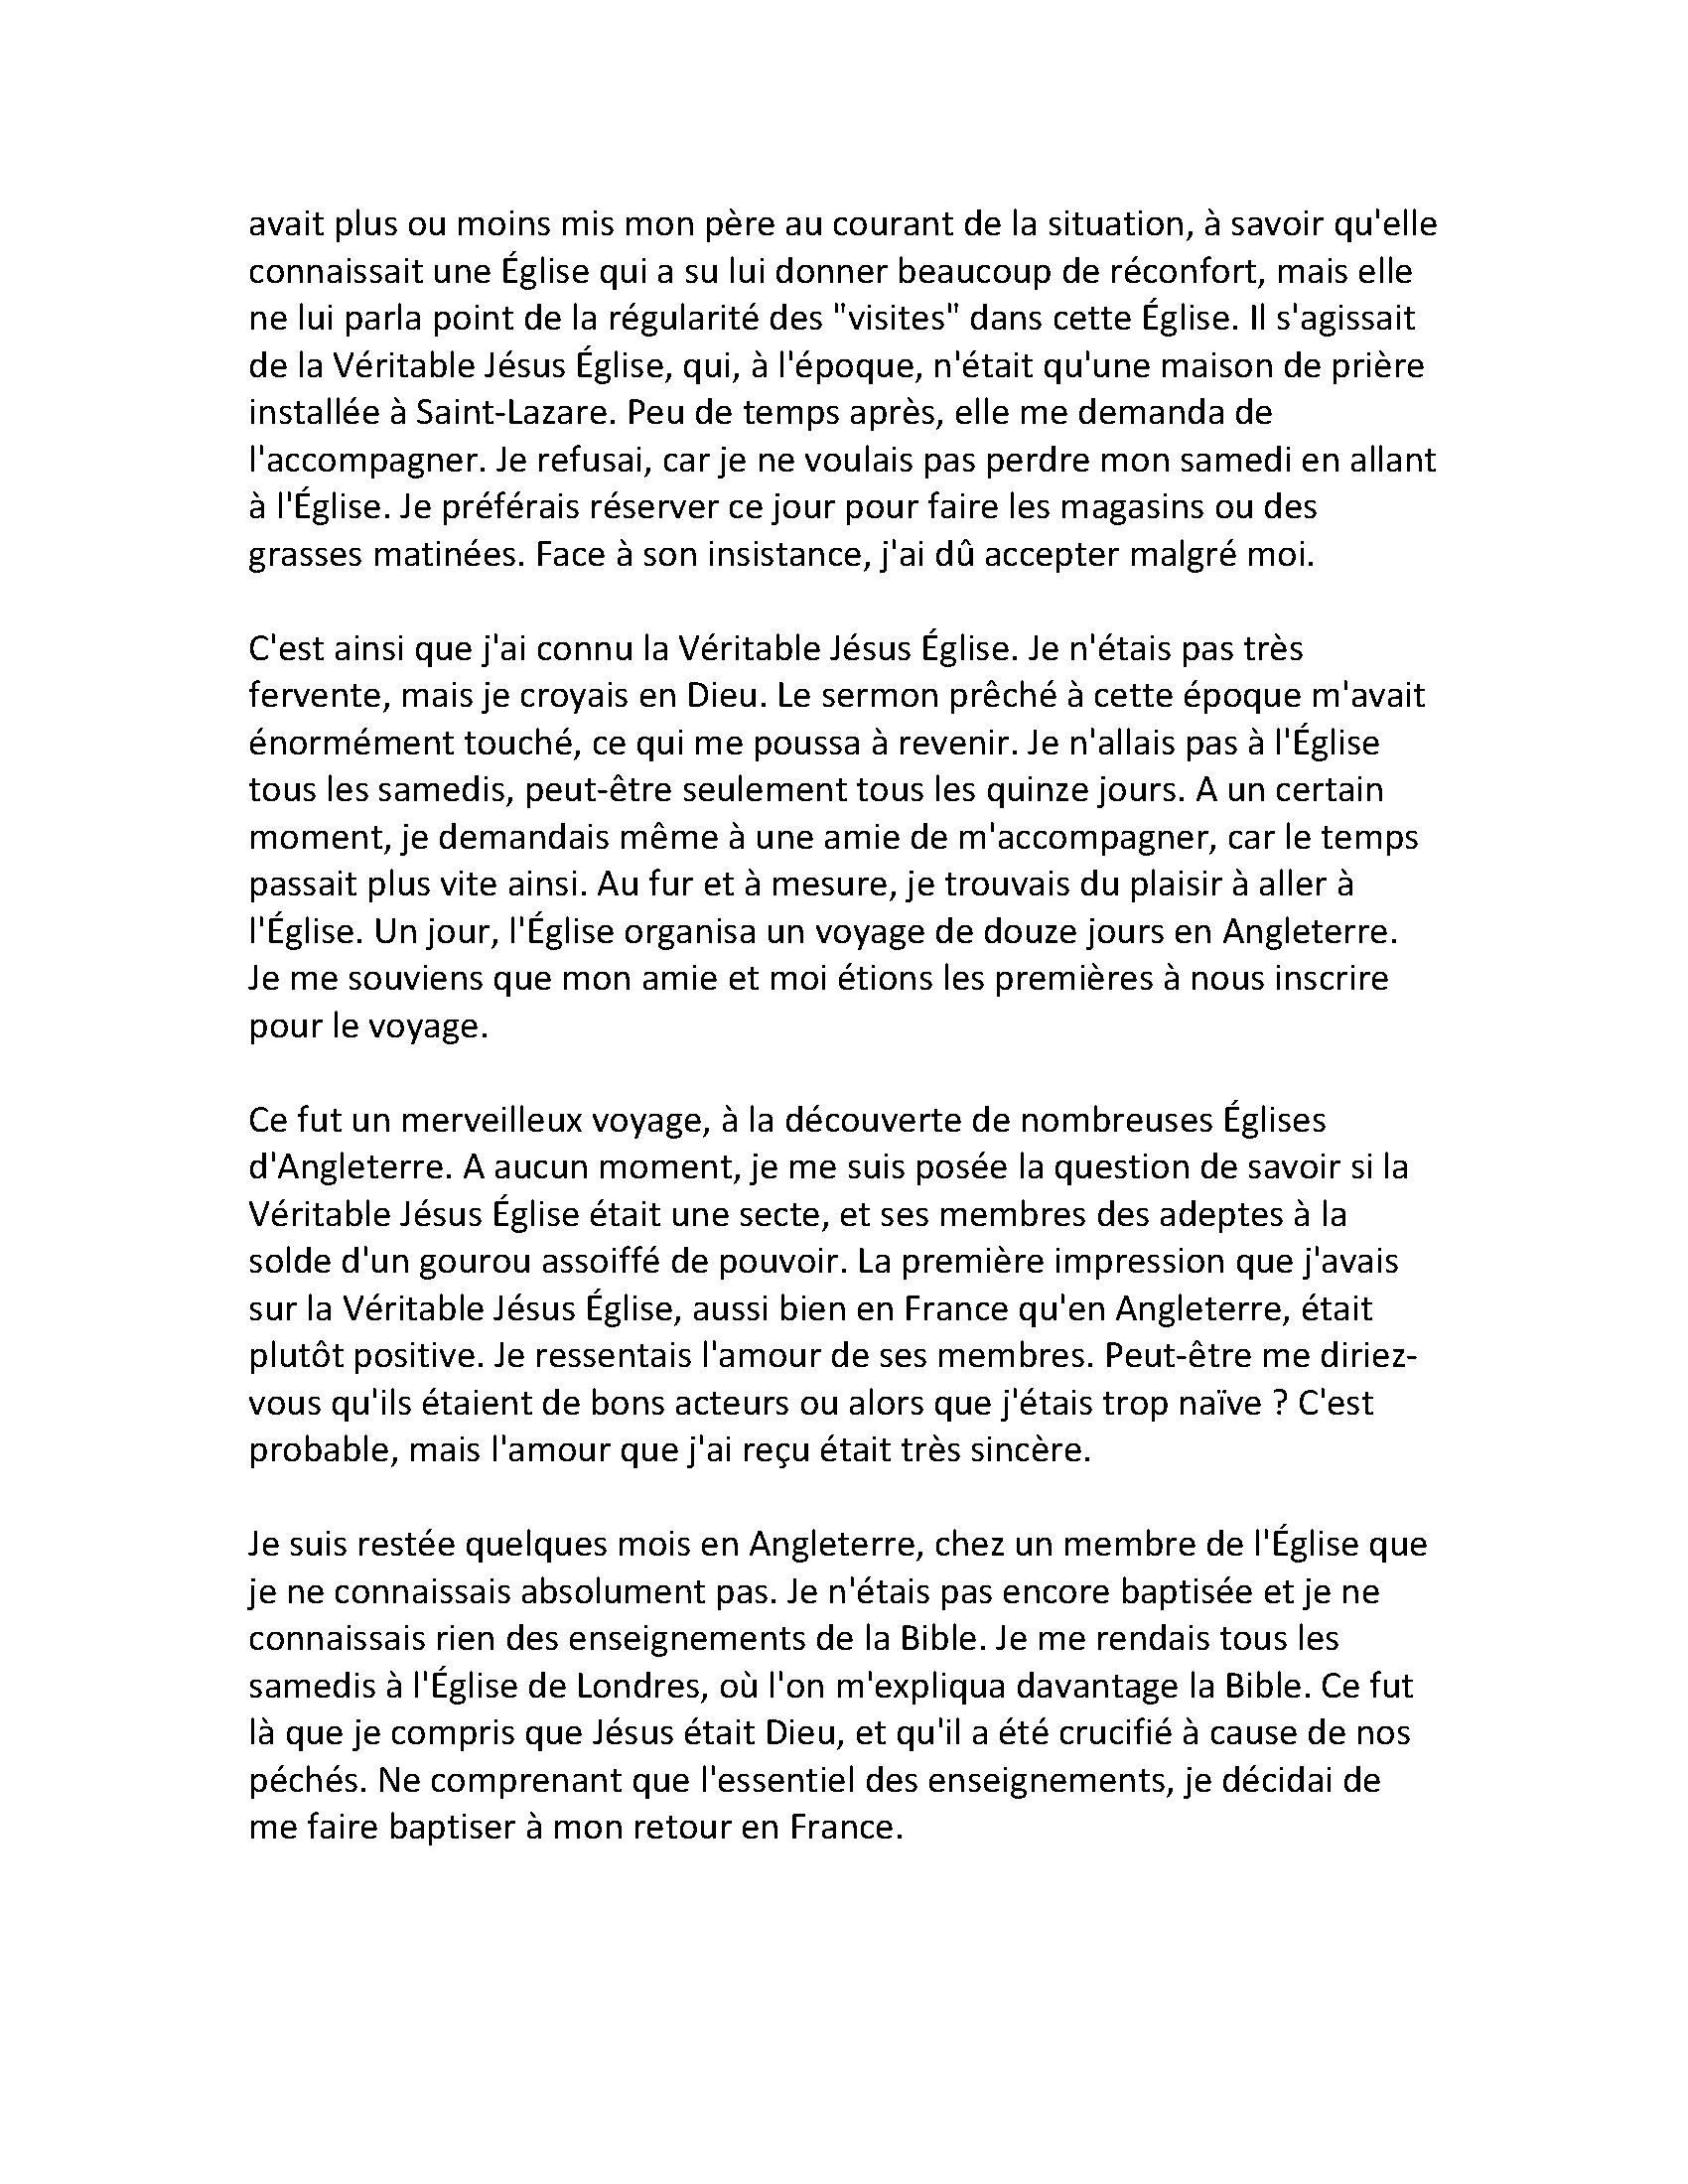 avait plus ou moins mis mon père au courant de la situation, à savoir qu'elle
connaissait une Église qui a su lui donner beaucoup de réconfort, mais elle
ne lui parla point de la régularité des "visites" dans cette Église. Il s'agissait
de la Véritable Jésus Église, qui, à l'époque, n'était qu'une maison de prière
installée à Saint-Lazare. Peu de temps après, elle me demanda de
l'accompagner. Je refusai, car je ne voulais pas perdre mon samedi en allant
à l'Église. Je préférais réserver ce jour pour faire les magasins ou des
grasses matinées. Face à son insistance, j'ai dû accepter malgré moi.
C'est ainsi que j'ai connu la Véritable Jésus Église. Je n'étais pas très
fervente, mais je croyais en Dieu. Le sermon prêché à cette époque m'avait
énormément touché, ce qui me poussa à revenir. Je n'allais pas à l'Église
tous les samedis, peut-être seulement tous les quinze jours. A un certain
moment, je demandais même à une amie de m'accompagner, car le temps
passait plus vite ainsi. Au fur et à mesure, je trouvais du plaisir à aller à
l'Église. Un jour, l'Église organisa un voyage de douze jours en Angleterre.
Je me souviens que mon amie et moi étions les premières à nous inscrire
pour le voyage.
Ce fut un merveilleux voyage, à la découverte de nombreuses Églises
d'Angleterre. A aucun moment, je me suis posée la question de savoir si la
Véritable Jésus Église était une secte, et ses membres des adeptes à la
solde d'un gourou assoiffé de pouvoir. La première impression que j'avais
sur la Véritable Jésus Église, aussi bien en France qu'en Angleterre, était
plutôt positive. Je ressentais l'amour de ses membres. Peut-être me diriez-
vous qu'ils étaient de bons acteurs ou alors que j'étais trop naïve ? C'est
probable, mais l'amour que j'ai reçu était très sincère.
Je suis restée quelques mois en Angleterre, chez un membre de l'Église que
je ne connaissais absolument pas. Je n'étais pas encore baptisée et je ne
connaissais rien des enseignements de la Bible. Je me rendais tous les
samedis à l'Église de Londres, où l'on m'expliqua davantage la Bible. Ce fut
là que je compris que Jésus était Dieu, et qu'il a été crucifié à cause de nos
péchés. Ne comprenant que l'essentiel des enseignements, je décidai de
me faire baptiser à mon retour en France.